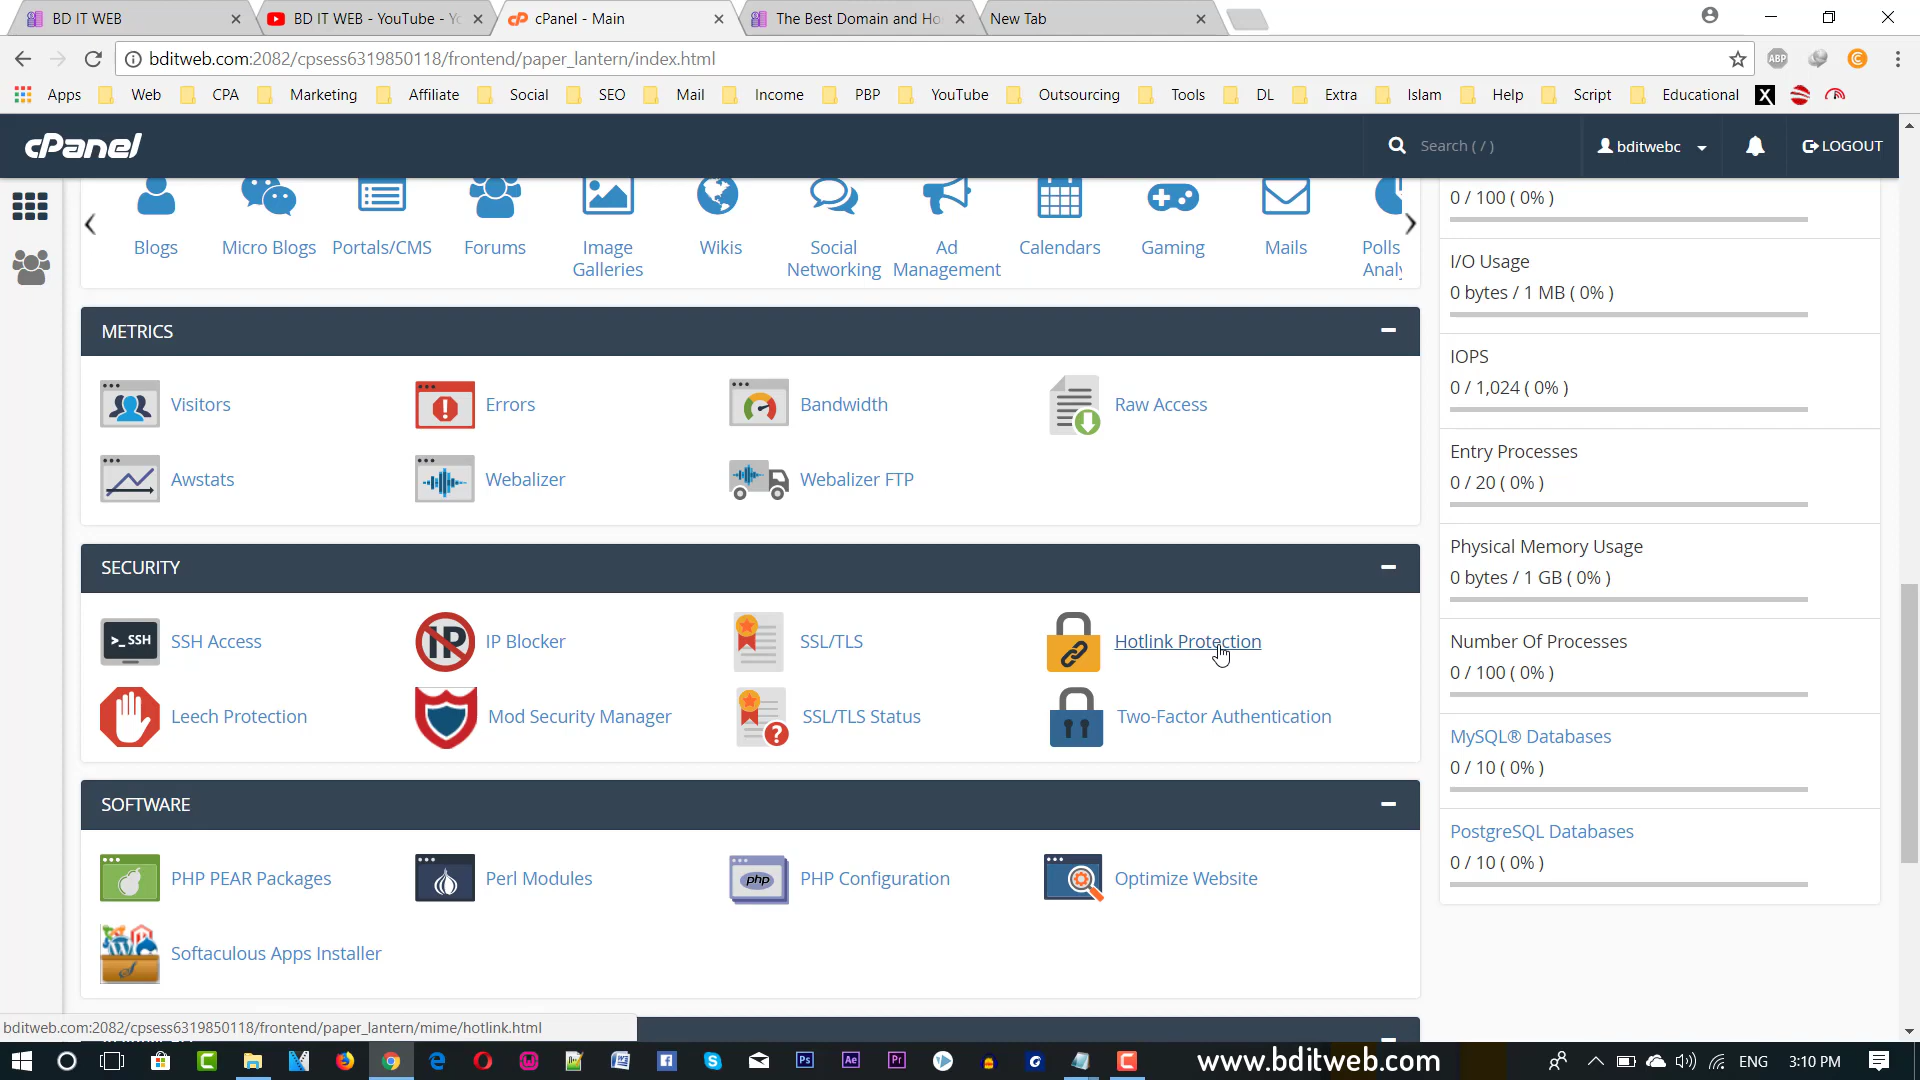 BD IT WEB
BD IT WEB - YouTube - Yo
cPanel - Main
The Best Domain and Ho
New Tab
bditweb.com:2082/cpsess6319850118/frontend/paper_lantern/index.html
ABP
Apps Web CPA Marketing Affiliate Social SEO Mail Income PBP YouTube Outsourcing Tools DL Extra Islam Help Script Educational
cPanel
Search ( / )
bditwebc
LOGOUT
Blogs
Micro Blogs
Portals/CMS
Forums
Image Galleries
Wikis
Social Networking
Ad Management
Calendars
Gaming
Mails
Polls
Analy
METRICS
Visitors
Errors
Bandwidth
Raw Access
Awstats
Webalizer
Webalizer FTP
SECURITY
>_SSH
SSH Access
IP
IP Blocker
SSL/TLS
Hotlink Protection
Leech Protection
Mod Security Manager
SSL/TLS Status
Two-Factor Authentication
SOFTWARE
PHP PEAR Packages
Perl Modules
php
PHP Configuration
Optimize Website
Softaculous Apps Installer
0 / 100 ( 0% )
I/O Usage
0 bytes / 1 MB ( 0% )
IOPS
0 / 1,024 ( 0% )
Entry Processes
0 / 20 ( 0% )
Physical Memory Usage
0 bytes / 1 GB ( 0% )
Number Of Processes
0 / 100 ( 0% )
MySQL® Databases
0 / 10 ( 0% )
PostgreSQL Databases
0 / 10 ( 0% )
bditweb.com:2082/cpsess6319850118/frontend/paper_lantern/mime/hotlink.html
Ps
Ae
Pr
www.bditweb.com
ENG
3:10 PM